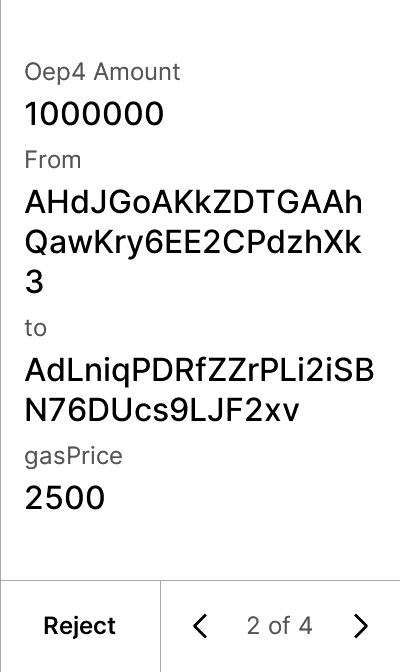 Oep4 Amount
1000000
From
AHdJGoAKkZDTGAAh
QawKry6EE2CPdzhXk
3
to
AdLniqPDRfZZrPLi2iSB
N76DUcs9LJF2xv
gasPrice
2500
Reject
2 of 4